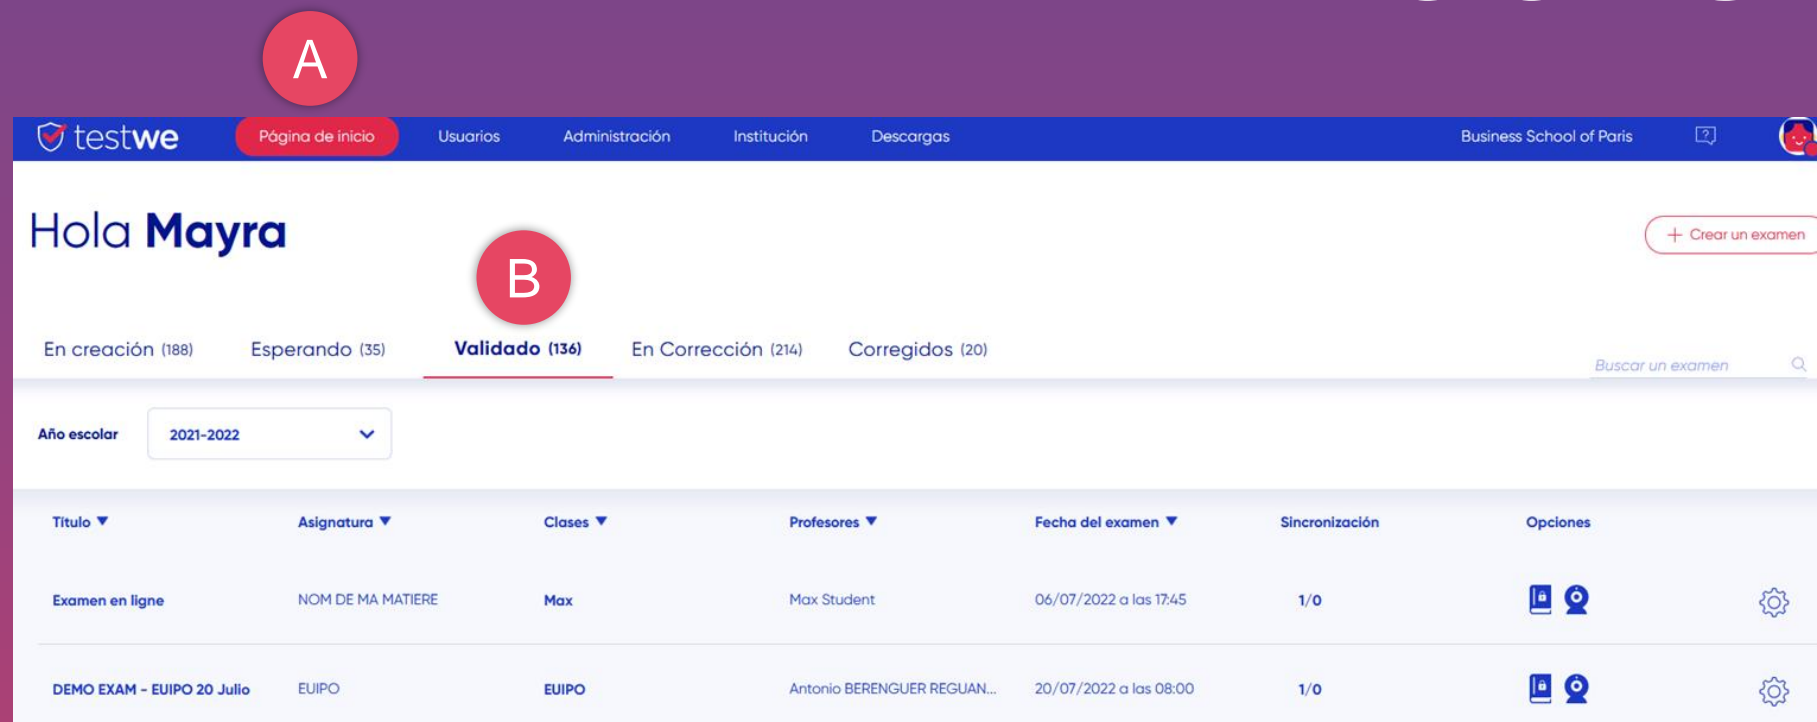 A
testwe Página de inicio Usuarios Administración Institución Descargas Business School of Paris ?
Hola Mayra
+ Crear un examen
B
En creación (188) Esperando (35) Validado (136) En Corrección (214) Corregidos (20)
Buscar un examen
Año escolar 2021-2022
Título ▼ Asignatura ▼ Clases ▼ Profesores ▼ Fecha del examen ▼ Sincronización Opciones
Examen en ligne NOM DE MA MATIERE Max Max Student 06/07/2022 a las 17:45 1/0
DEMO EXAM - EUIPO 20 Julio EUIPO EUIPO Antonio BERENGUER REGUAN... 20/07/2022 a las 08:00 1/0